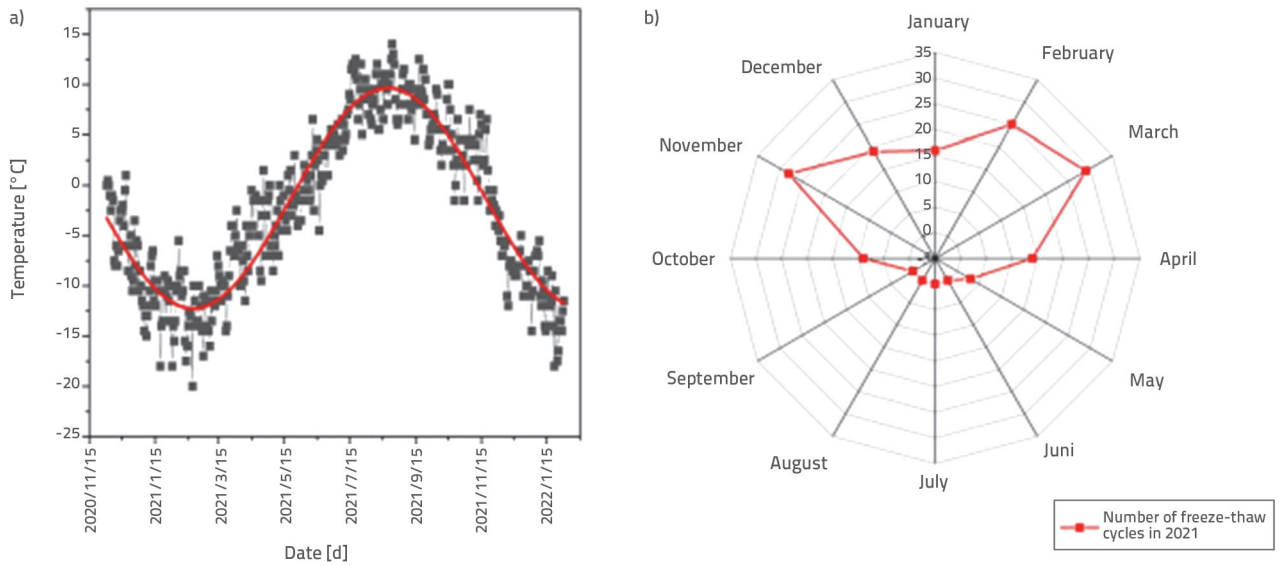 a)
Temperature [°C]
15
10
5
0
-5
-10
-15
-20
-25
2020/11/15
2021/1/15
2021/3/15
2021/5/15
2021/7/15
2021/9/15
2021/11/15
2022/1/15
Date [d]
b)
January
February
March
April
May
Juni
July
August
September
October
November
December
35
30
25
20
15
10
5
0
Number of freeze-thaw
cycles in 2021